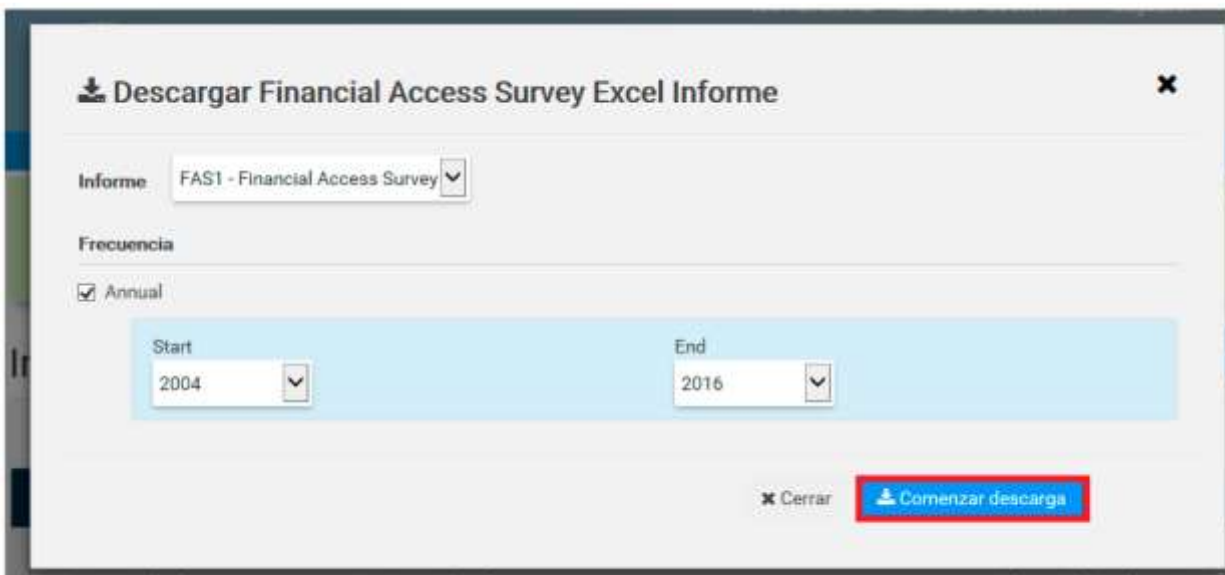 Descargar Financial Access Survey Excel Informe
Informe FAS1 - Financial Access Survey
Frecuencia
Annual
Start End
2004 2016
Cerrar Comenzar descarga